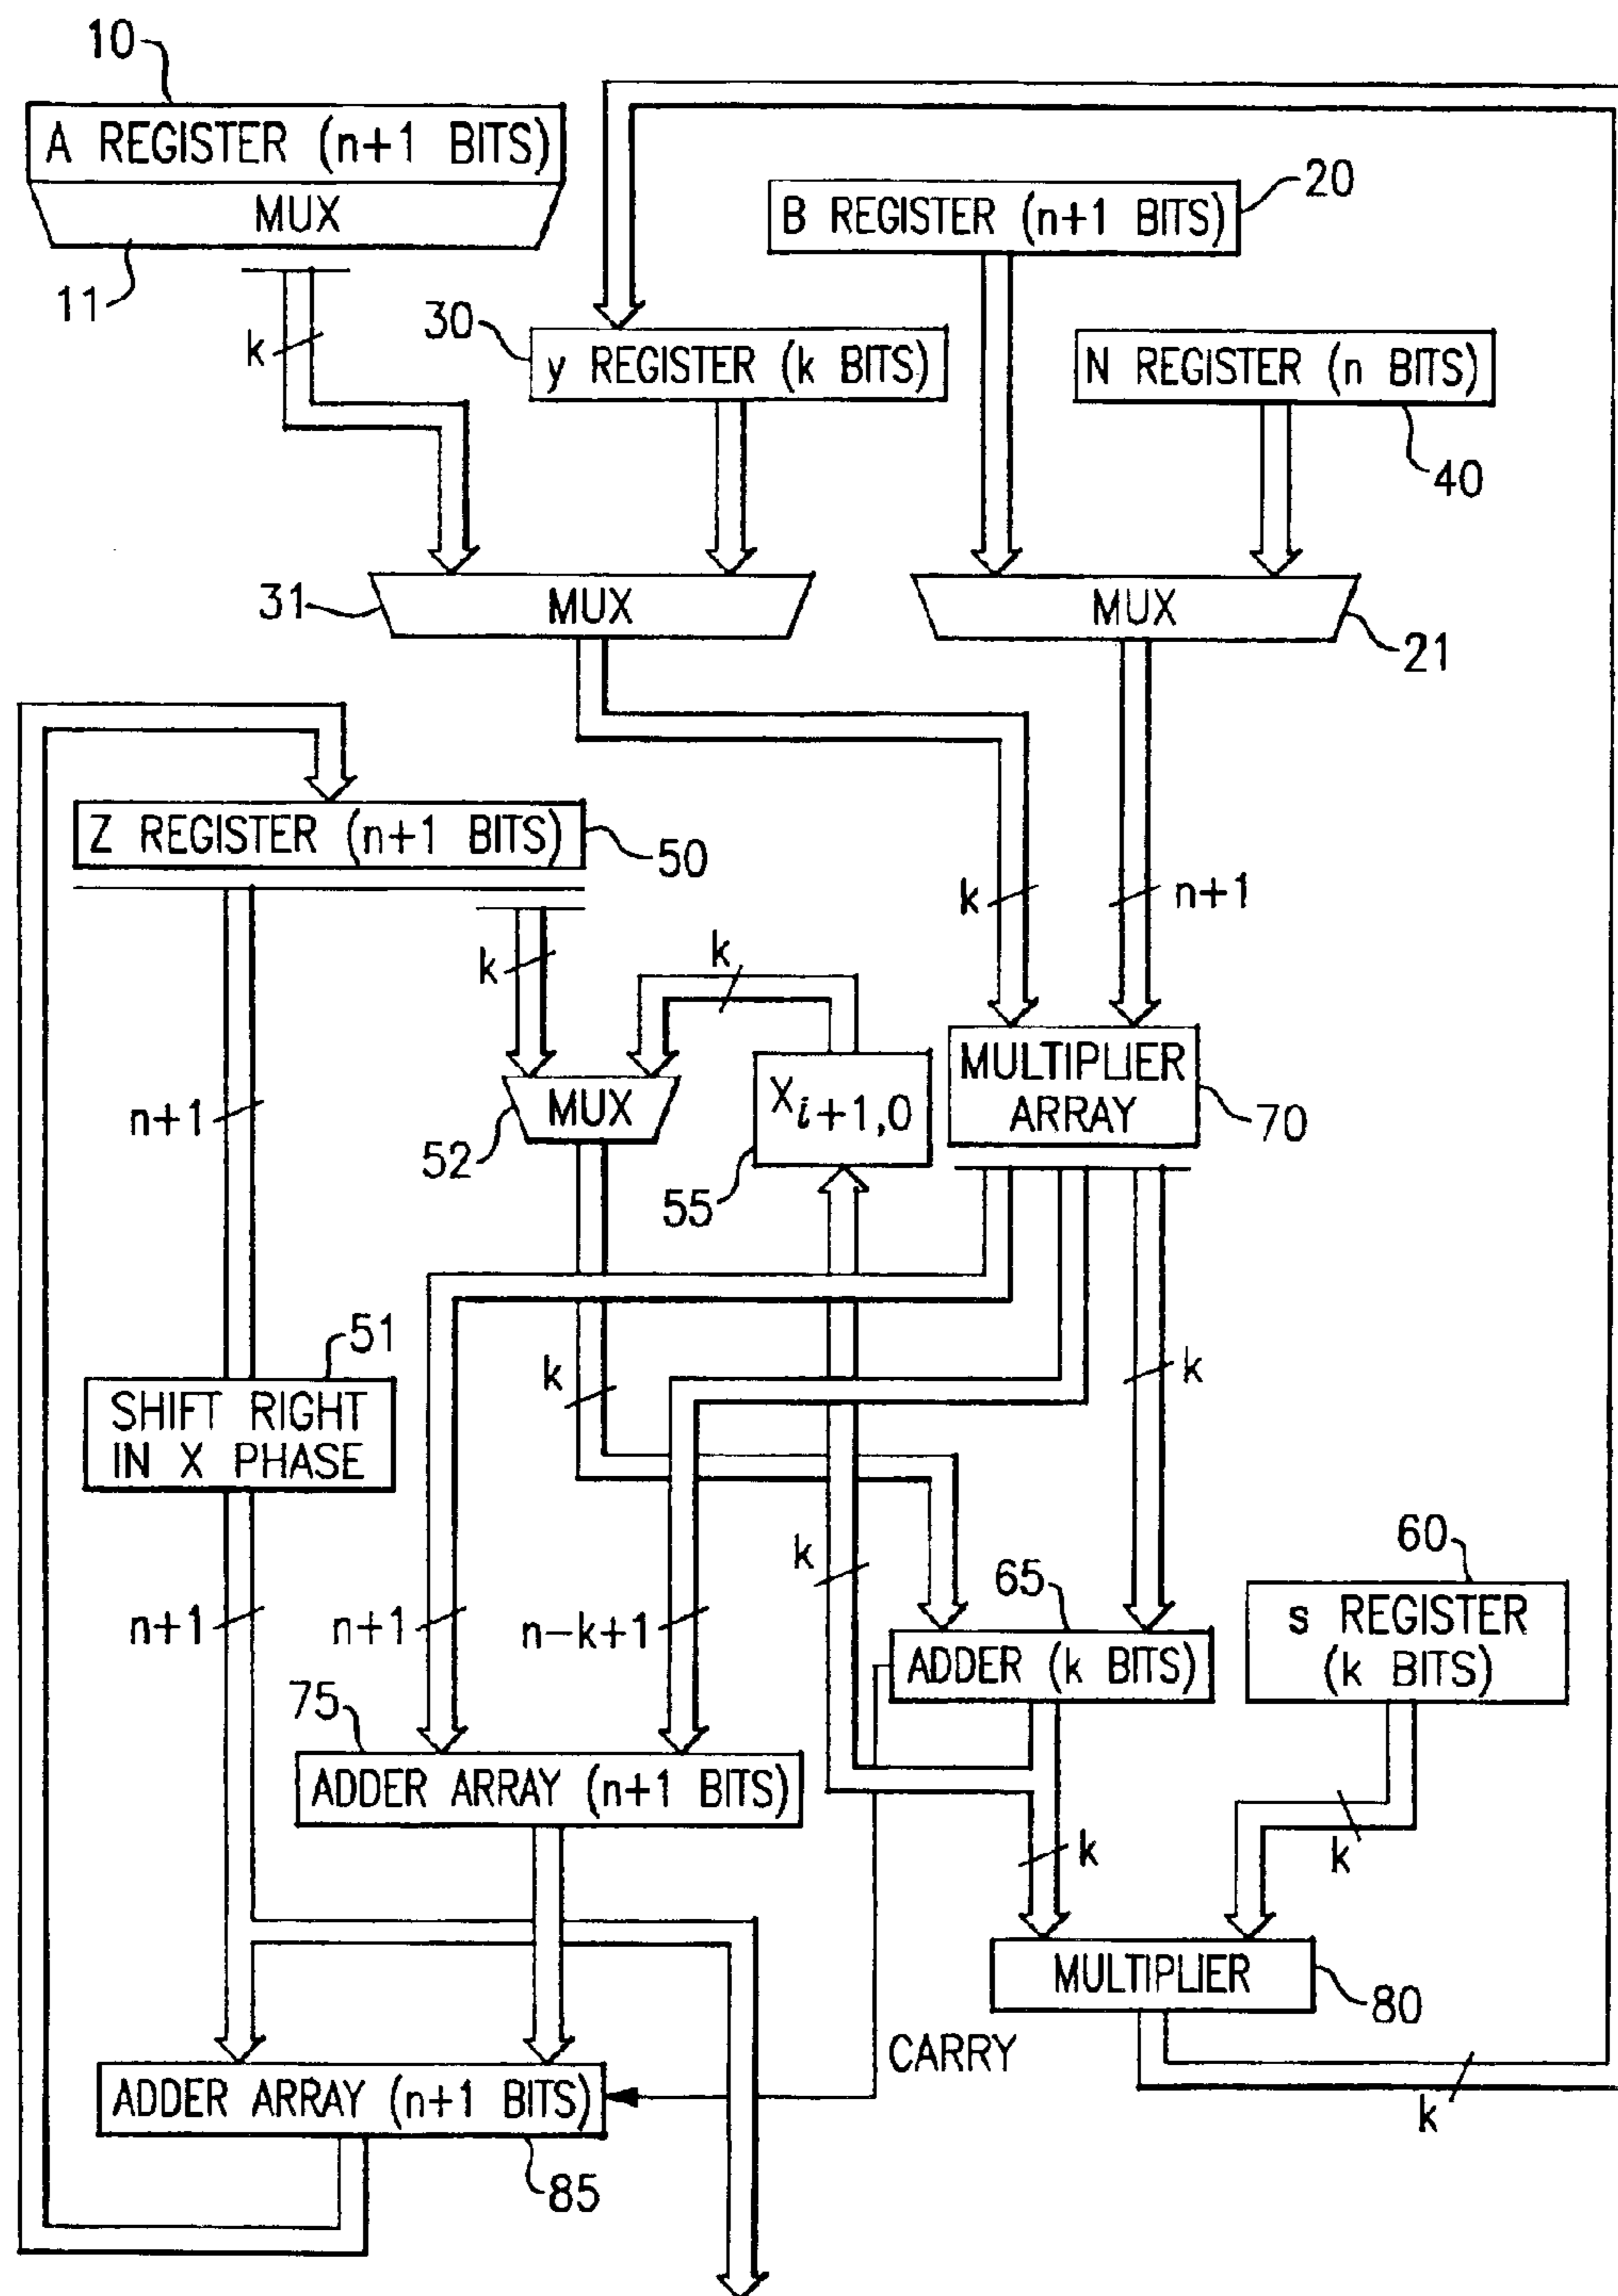 10
A REGISTER (n+1 BITS)
MUX
11
k
20
B REGISTER (n+1 BITS)
30
y REGISTER (k BITS)
N REGISTER (n BITS)
40
31
MUX
MUX
21
Z REGISTER (n+1 BITS)
50
k
n+1
k
k
n+1
MUX
52
X_{i+1,0}
55
MULTIPLIER
ARRAY
70
51
SHIFT RIGHT
IN X PHASE
k
k
n+1
n+1
n-k+1
k
65
ADDER (k BITS)
60
s REGISTER
(k BITS)
75
ADDER ARRAY (n+1 BITS)
k
k
MULTIPLIER
80
CARRY
k
ADDER ARRAY (n+1 BITS)
85